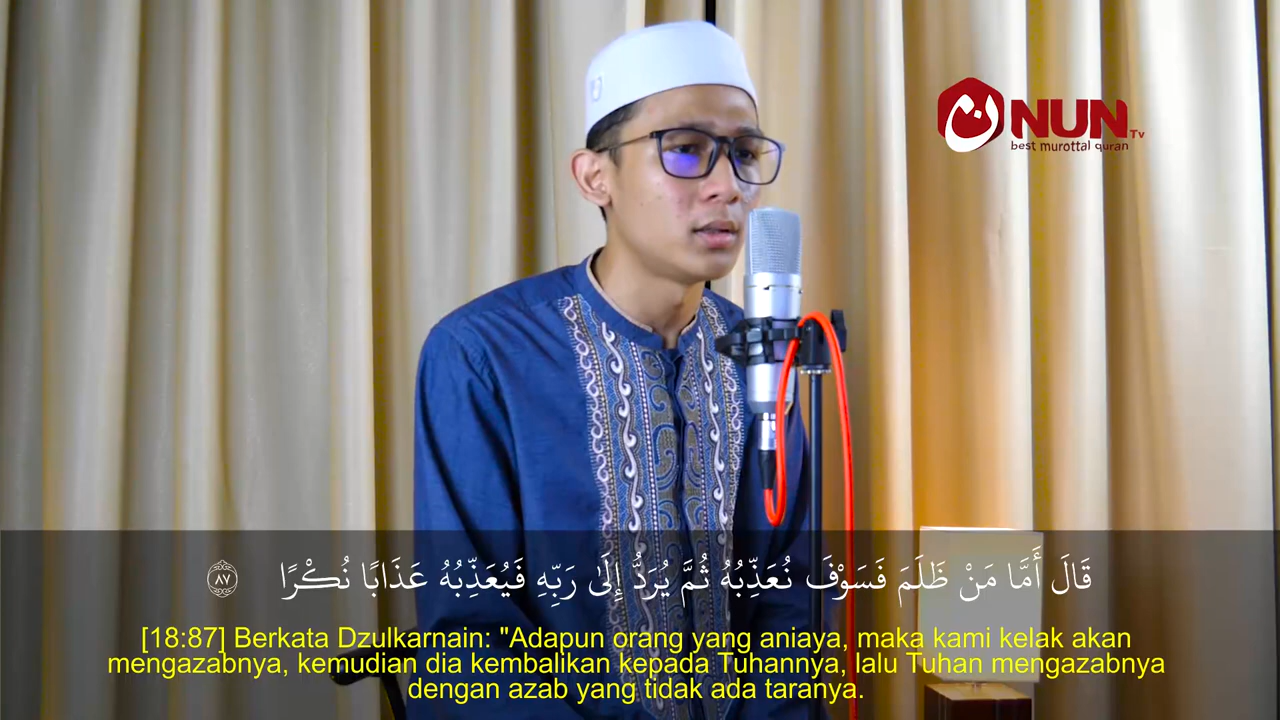 ن NUN Tv
best murottal quran
قَالَ أَمَّا مَنْ ظَلَمَ فَسَوْفَ نُعَذِّبُهُ ثُمَّ يُرَدُّ إِلَىٰ رَبِّهِ فَيُعَذِّبُهُ عَذَابًا نُكْرًا ٨٧
[18:87] Berkata Dzulkarnain: "Adapun orang yang aniaya, maka kami kelak akan
mengazabnya, kemudian dia kembalikan kepada Tuhannya, lalu Tuhan mengazabnya
dengan azab yang tidak ada taranya.